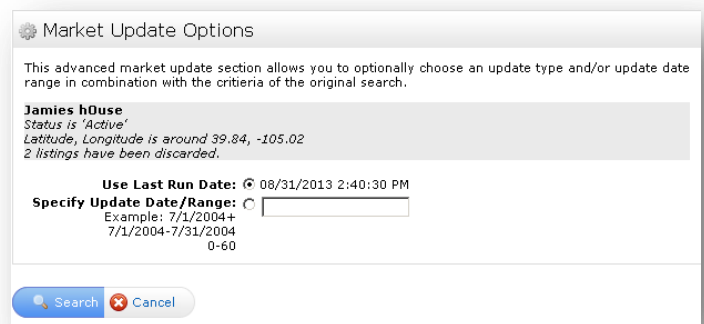 Market Update Options
This advanced market update section allows you to optionally choose an update type and/or update date
range in combination with the critieria of the original search.
Jamies hOuse
Status is 'Active'
Latitude, Longitude is around 39.84, -105.02
2 listings have been discarded.
Use Last Run Date: 08/31/2013 2:40:30 PM
Specify Update Date/Range:
Example: 7/1/2004+
7/1/2004-7/31/2004
0-60
Search Cancel